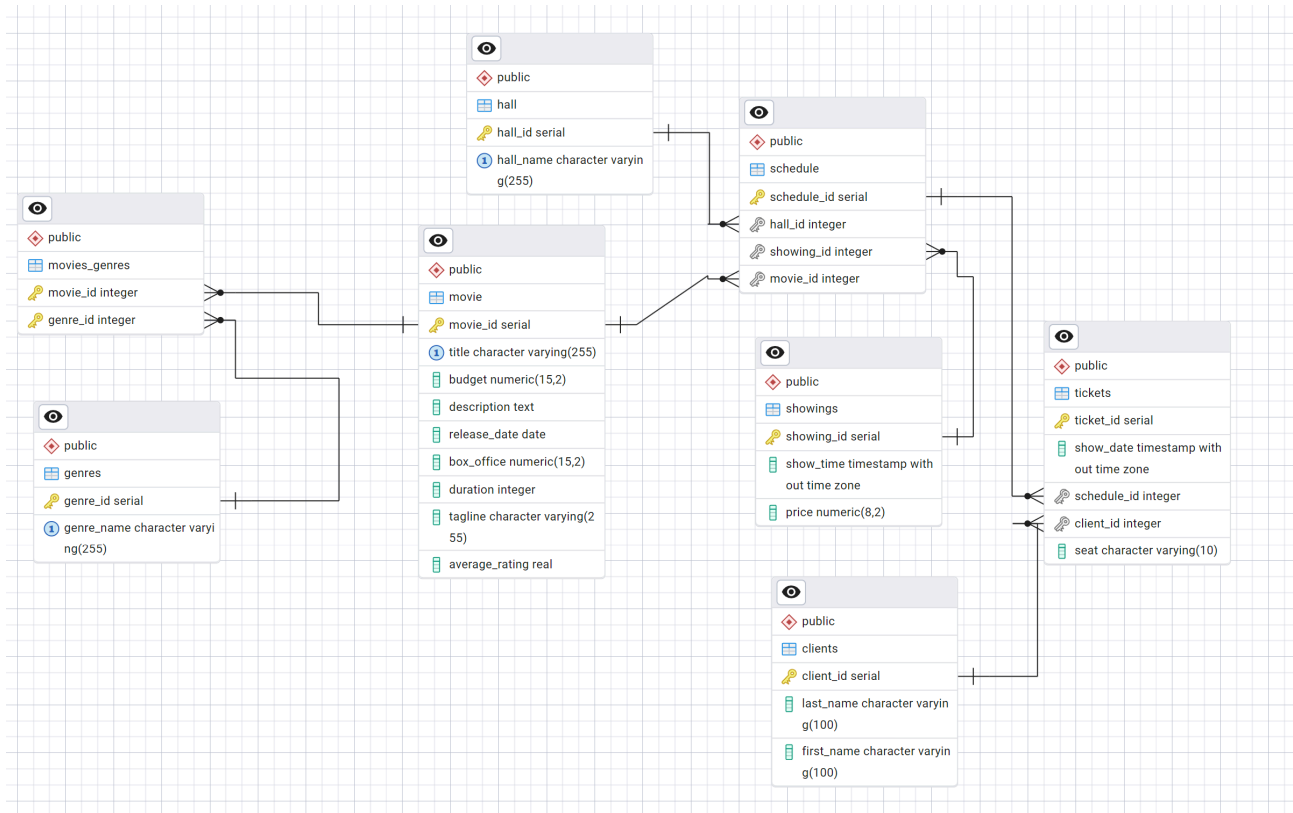 public
hall
hall_id serial
hall_name character varyin
g(255)
public
schedule
schedule_id serial
hall_id integer
showing_id integer
movie_id integer
public
movies_genres
movie_id integer
genre_id integer
public
movie
movie_id serial
title character varying(255)
budget numeric(15,2)
description text
release_date date
box_office numeric(15,2)
duration integer
tagline character varying(2
55)
average_rating real
public
genres
genre_id serial
genre_name character varyi
ng(255)
public
showings
showing_id serial
show_time timestamp with
out time zone
price numeric(8,2)
public
tickets
ticket_id serial
show_date timestamp with
out time zone
schedule_id integer
client_id integer
seat character varying(10)
public
clients
client_id serial
last_name character varyin
g(100)
first_name character varyin
g(100)